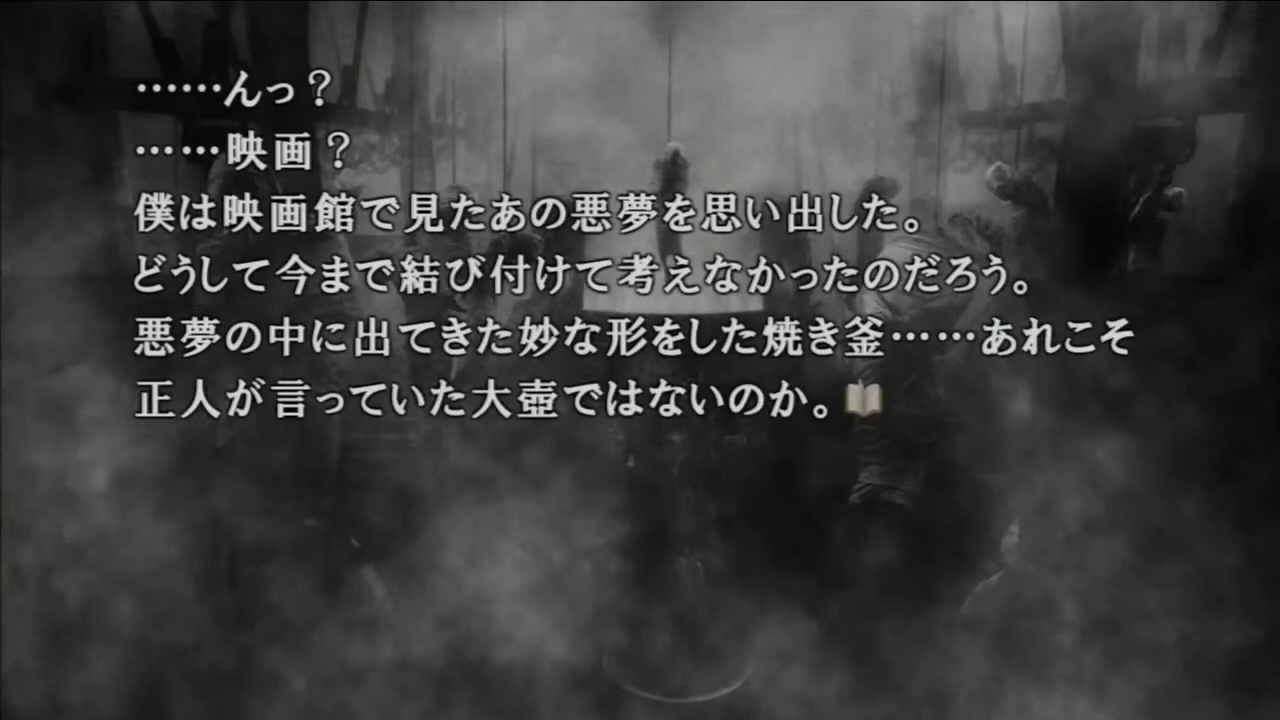 ……んっ？
……映画？
僕は映画館で見たあの悪夢を思い出した。
どうして今まで結び付けて考えなかったのだろう。
悪夢の中に出てきた妙な形をした焼き釜……あれこそ
正人が言っていた大壺ではないのか。